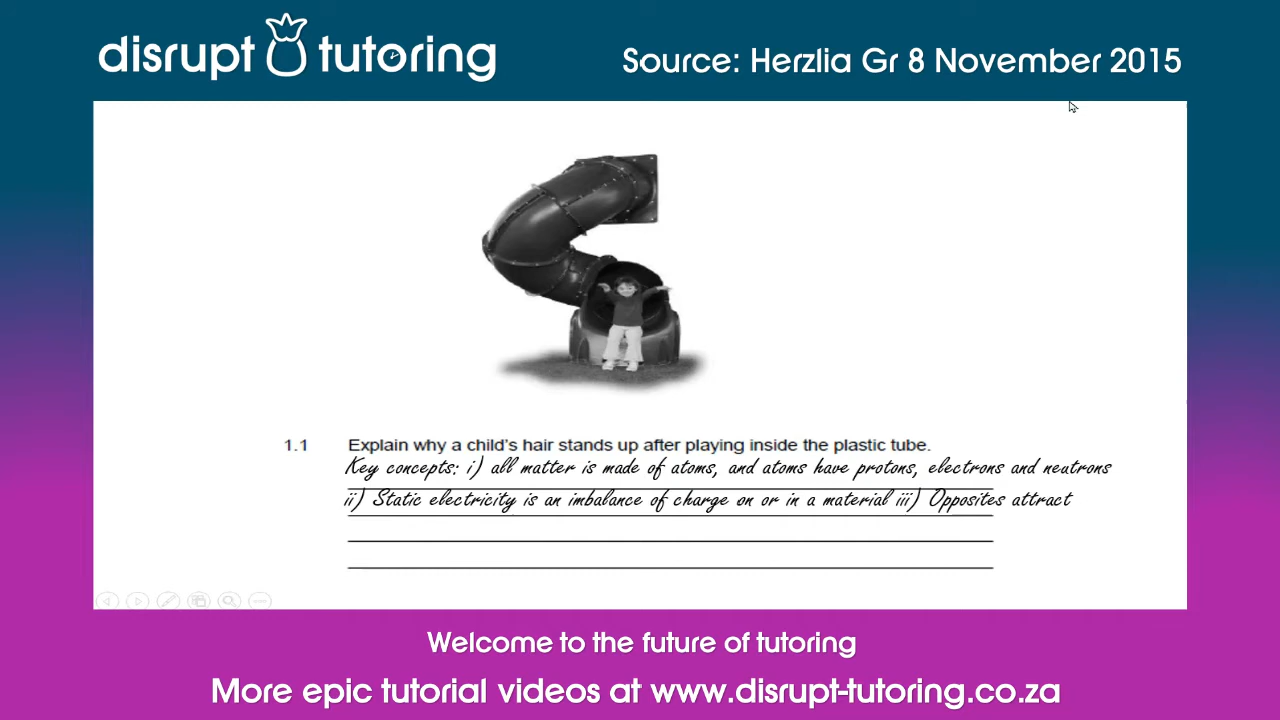 disrupt tutoring
Source: Herzlia Gr 8 November 2015
1.1 Explain why a child's hair stands up after playing inside the plastic tube.
Key concepts: i) all matter is made of atoms, and atoms have protons, electrons and neutrons
ii) Static electricity is an imbalance of charge on or in a material iii) Opposites attract
Welcome to the future of tutoring
More epic tutorial videos at www.disrupt-tutoring.co.za